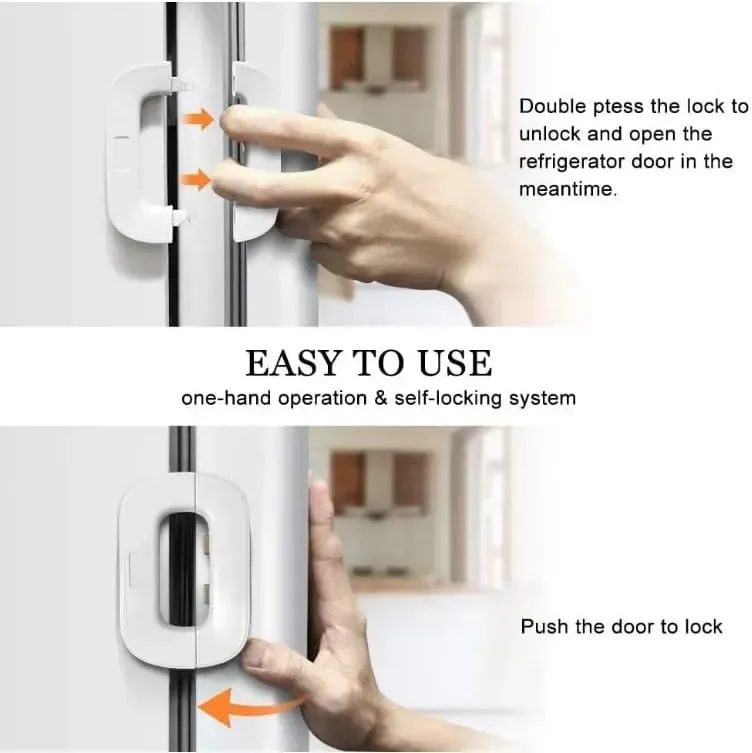 Double ptess the lock to
unlock and open the
refrigerator door in the
meantime.
EASY TO USE
one-hand operation & self-locking system
Push the door to lock